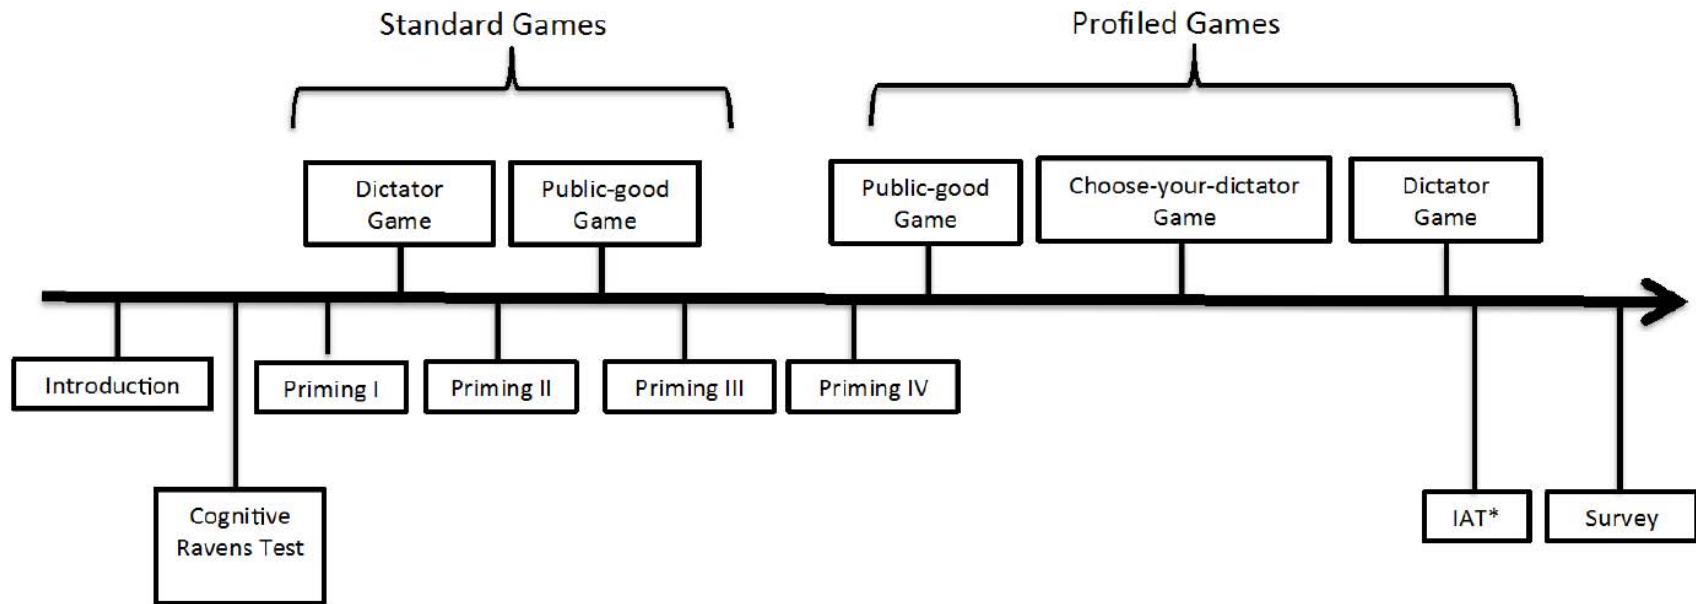 Standard Games
Profiled Games
Dictator
Game
Public-good
Game
Public-good
Game
Choose-your-dictator
Game
Dictator
Game
Introduction
Priming I
Priming II
Priming III
Priming IV
Cognitive
Ravens Test
IAT*
Survey